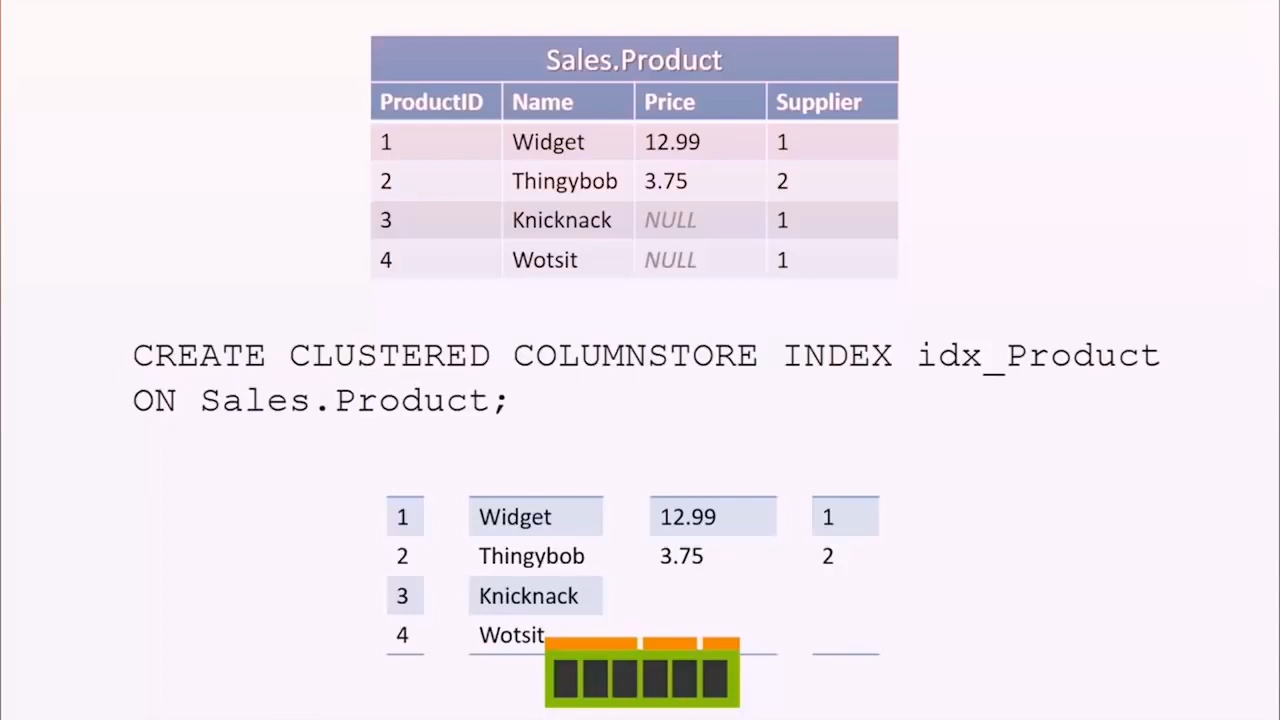 Sales.Product
ProductID Name Price Supplier
1 Widget 12.99 1
2 Thingybob 3.75 2
3 Knicknack NULL 1
4 Wotsit NULL 1
CREATE CLUSTERED COLUMNSTORE INDEX idx_Product
ON Sales.Product;
1 Widget 12.99 1
2 Thingybob 3.75 2
3 Knicknack
4 Wotsit